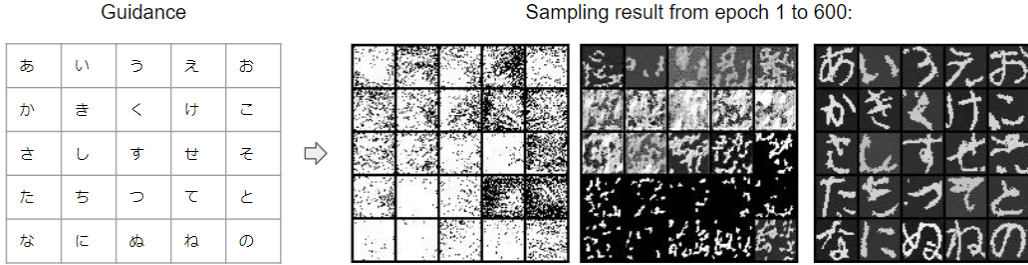 Guidance
Sampling result from epoch 1 to 600:
あ い う え お
か き く け こ
さ し す せ そ
た ち つ て と
な に ぬ ね の
あ い う え お
か き く け こ
さ し す せ そ
た ち つ て と
な に ぬ ね の